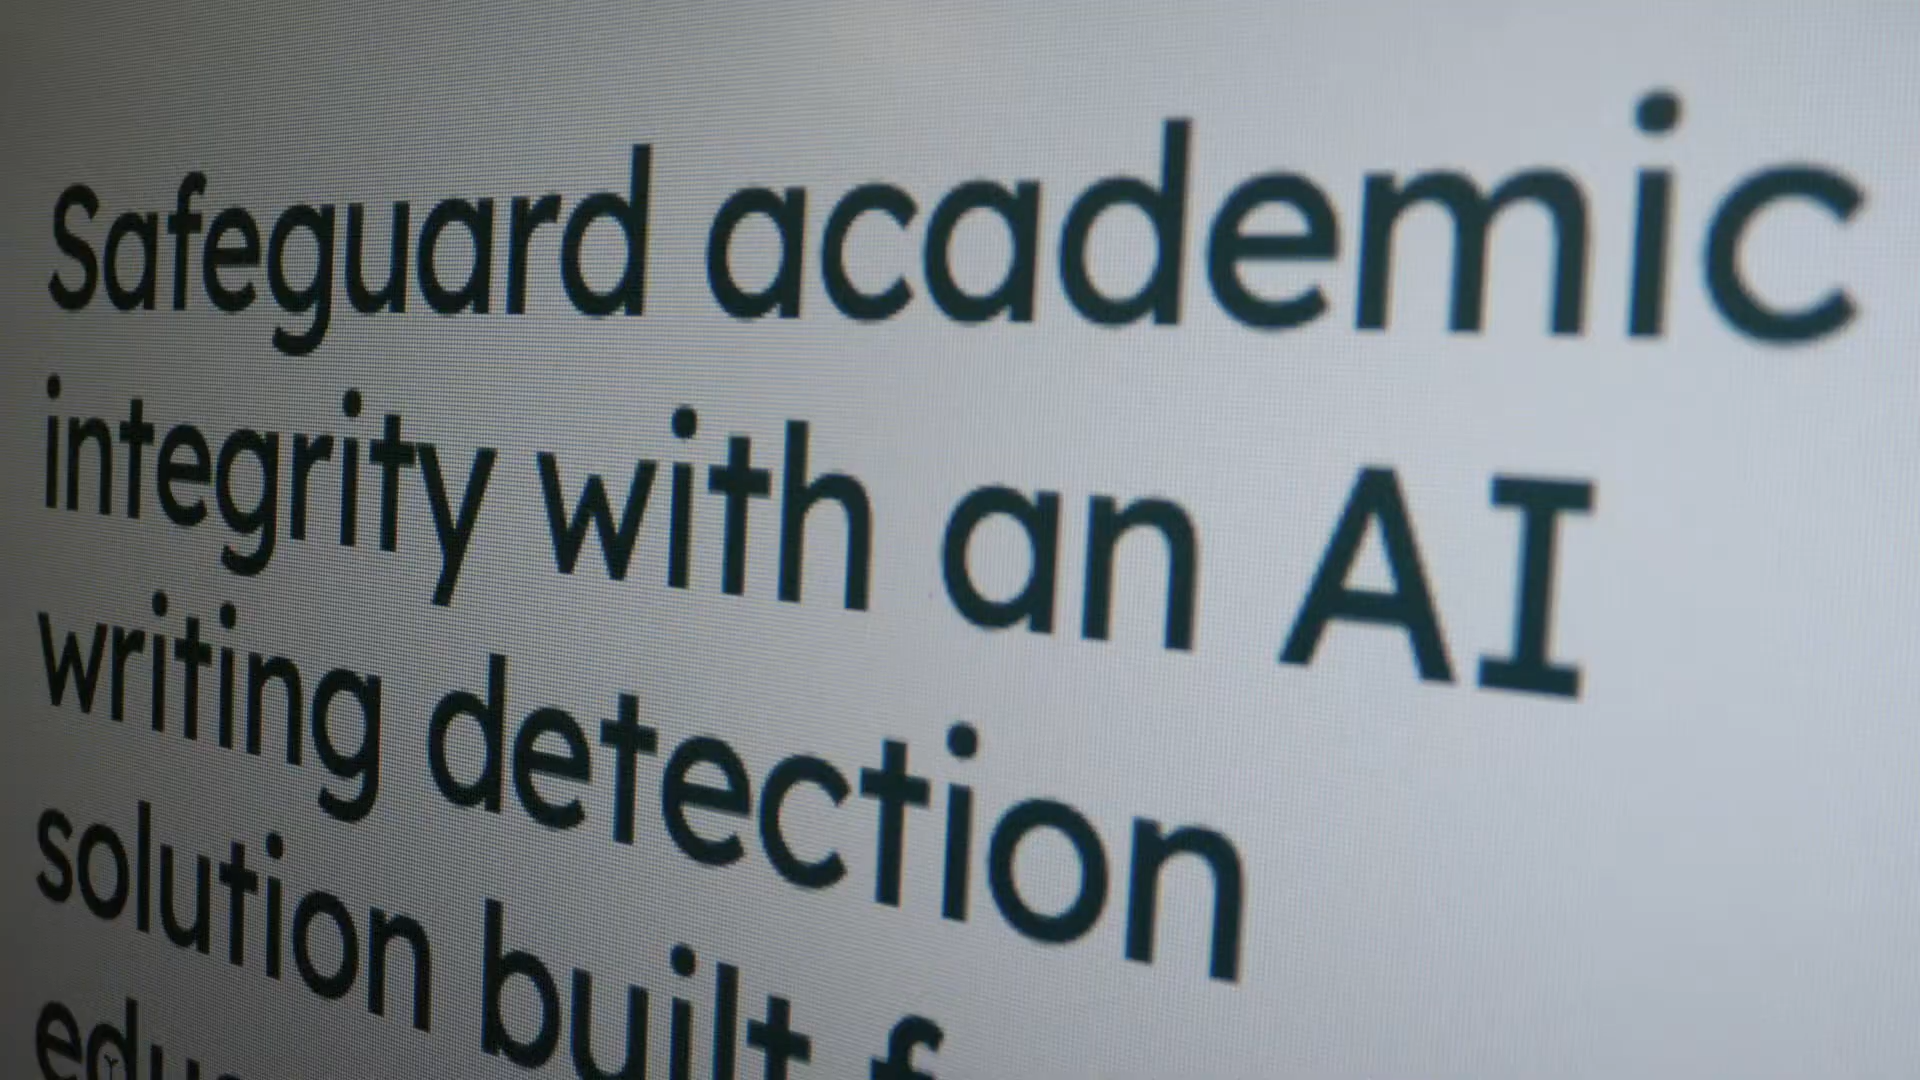 Safeguard academic
integrity with an AI
writing detection
solution built